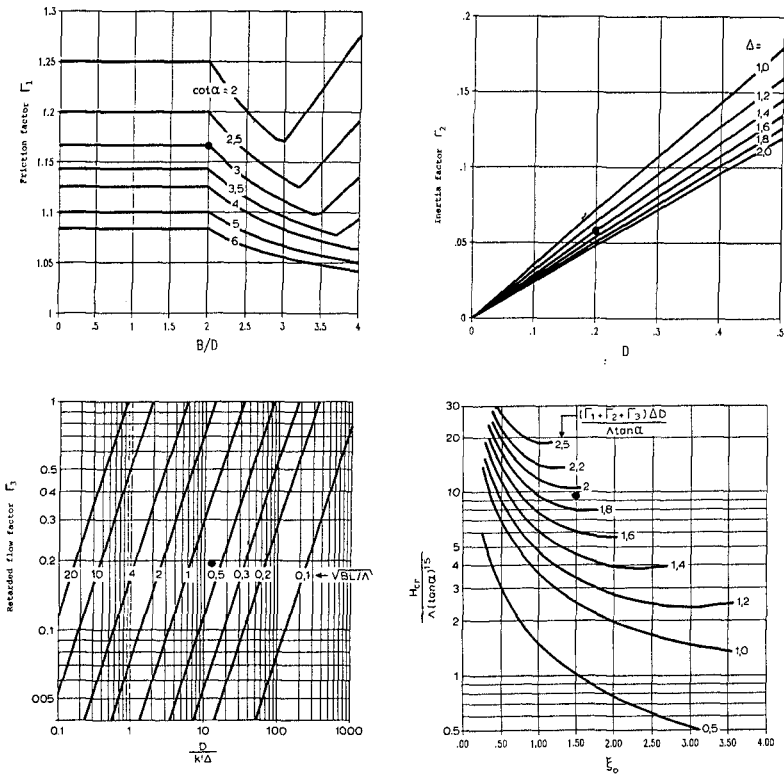 1.3
1.25
1.2
1.15
1.1
1.05
1
Friction factor Γ1
cotα = 2
2,5
3
3,5
4
5
6
0 .5 1 1.5 2 2.5 3 3.5 4
B/D
.2
.15
.1
.05
0
Inertia factor Γ2
Δ =
1,0
1,2
1,4
1,6
1,8
2,0
0 .1 .2 .3 .4 .5
D
1
0.5
0.4
0.3
0.2
0.1
005
Retarded flow factor Γ3
20 10 4 2 1 0,5 0,3 0,2 0,1 ← √BL/Λ
0.1 1 10 100 1000
D
k'Δ
30
20
10
5
4
3
2
1
0.5
Hcr
Λ(tanα)^1.5
(Γ1+Γ2+Γ3) ΔD
Λtanα
2,5
2,2
2
1,8
1,6
1,4
1,2
1,0
0,5
.00 .50 1.00 1.50 2.00 2.50 3.00 3.50 4.00
ξo